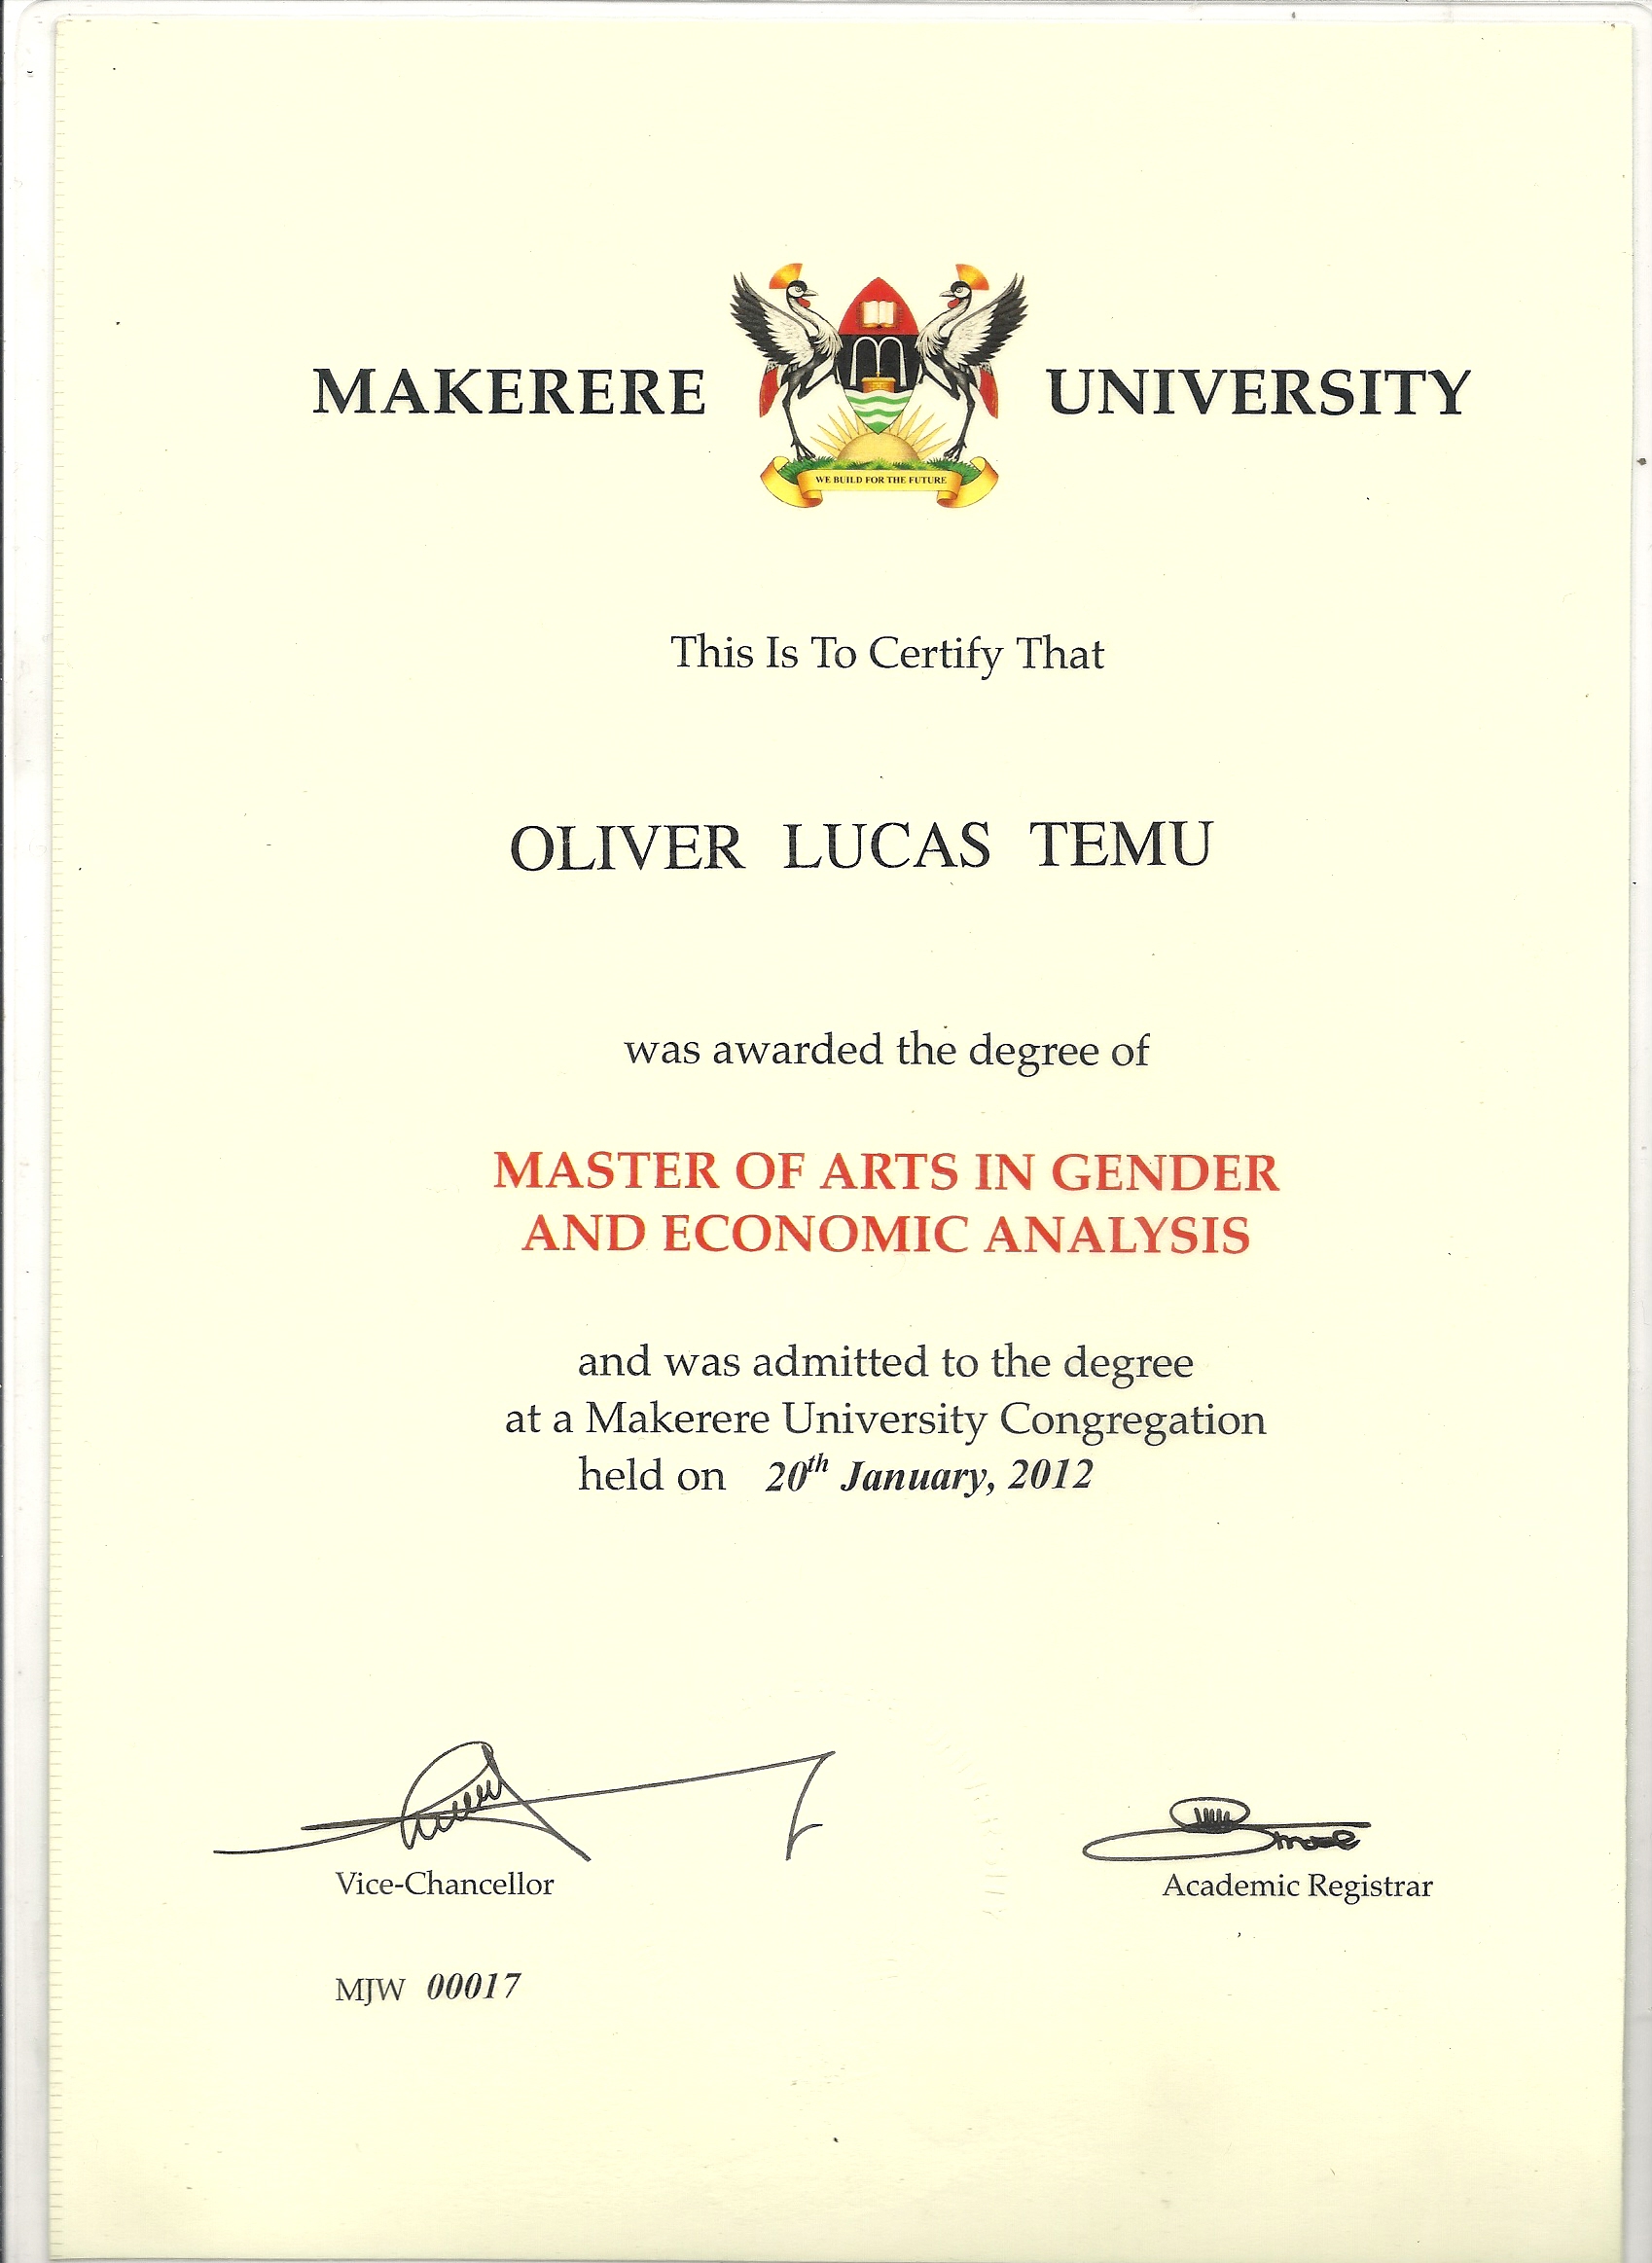 MAKERERE UNIVERSITY
WE BUILD FOR THE FUTURE
This Is To Certify That
OLIVER LUCAS TEMU
was awarded the degree of
MASTER OF ARTS IN GENDER
AND ECONOMIC ANALYSIS
and was admitted to the degree
at a Makerere University Congregation
held on 20th January, 2012
Vice-Chancellor Academic Registrar
MJW 00017